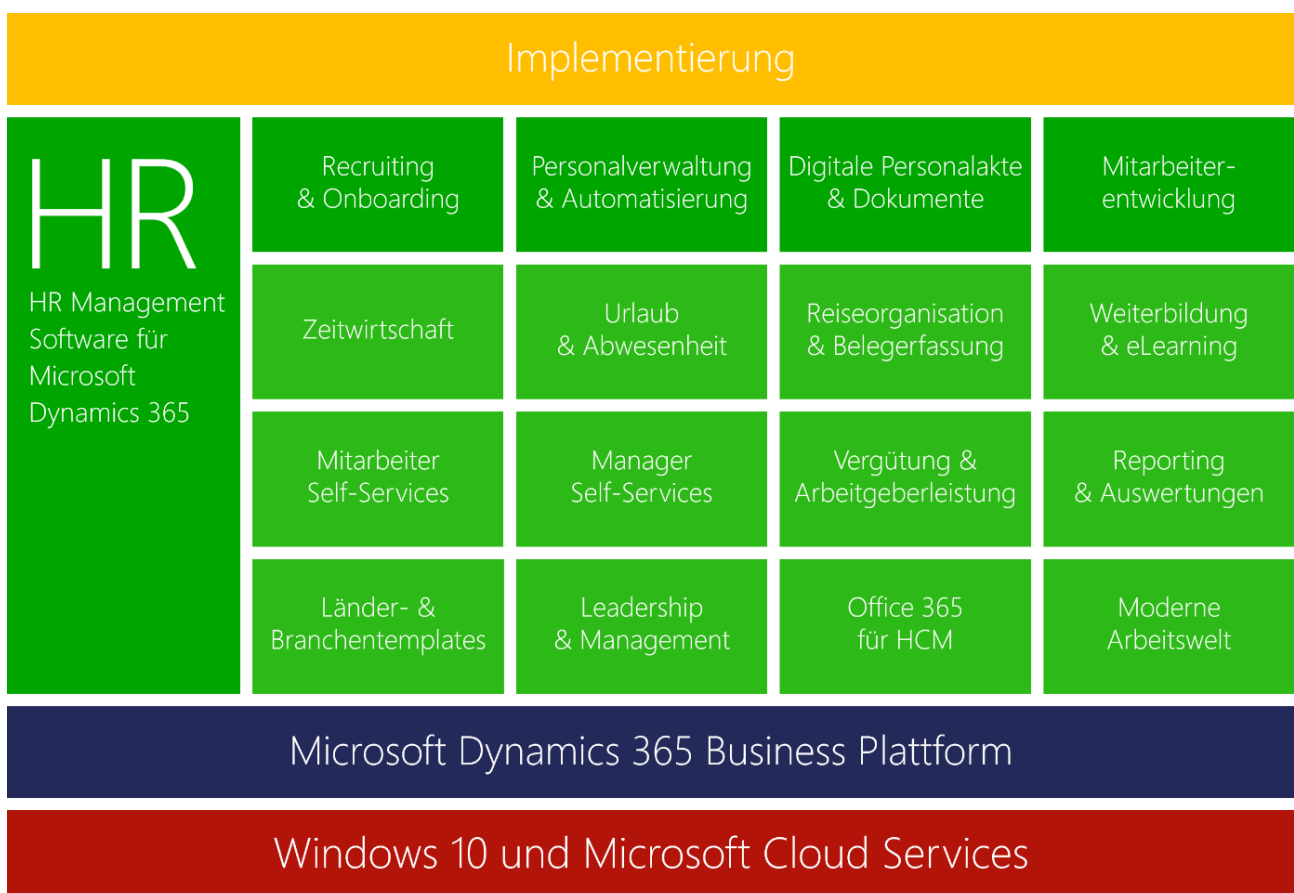 Implementierung
HR
HR Management
Software für
Microsoft
Dynamics 365
Recruiting
& Onboarding
Personalverwaltung
& Automatisierung
Digitale Personalakte
& Dokumente
Mitarbeiter-
entwicklung
Zeitwirtschaft
Urlaub
& Abwesenheit
Reiseorganisation
& Belegerfassung
Weiterbildung
& eLearning
Mitarbeiter
Self-Services
Manager
Self-Services
Vergütung &
Arbeitgeberleistung
Reporting
& Auswertungen
Länder- &
Branchentemplates
Leadership
& Management
Office 365
für HCM
Moderne
Arbeitswelt
Microsoft Dynamics 365 Business Plattform
Windows 10 und Microsoft Cloud Services